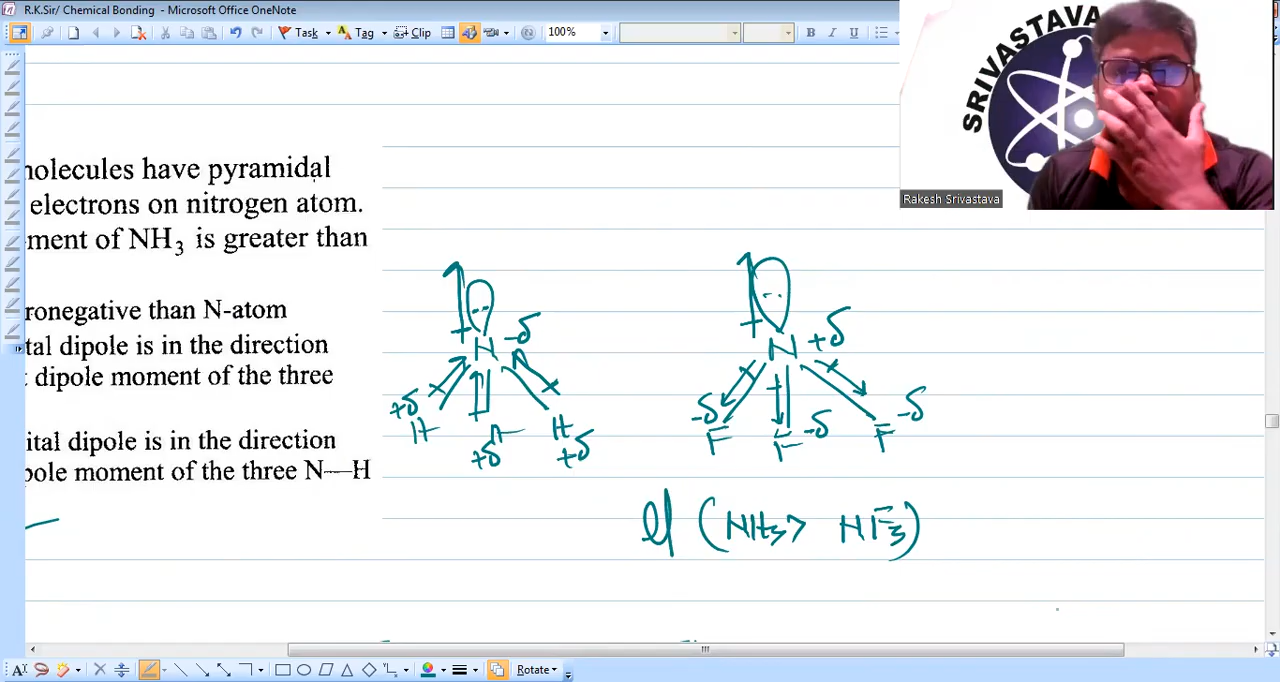 R.K.Sir/ Chemical Bonding - Microsoft Office OneNote
Task Tag Clip 100% B I U
SRIVASTAVA
Rakesh Srivastava
molecules have pyramidal
electrons on nitrogen atom.
ment of NH3 is greater than
ronegative than N-atom
tal dipole is in the direction
t dipole moment of the three
ital dipole is in the direction
pole moment of the three N—H
N -δ
+δ H
H +δ
H +δ
N +δ
-δ F
F -δ
F -δ
(NH3 > NF3)
A Rotate